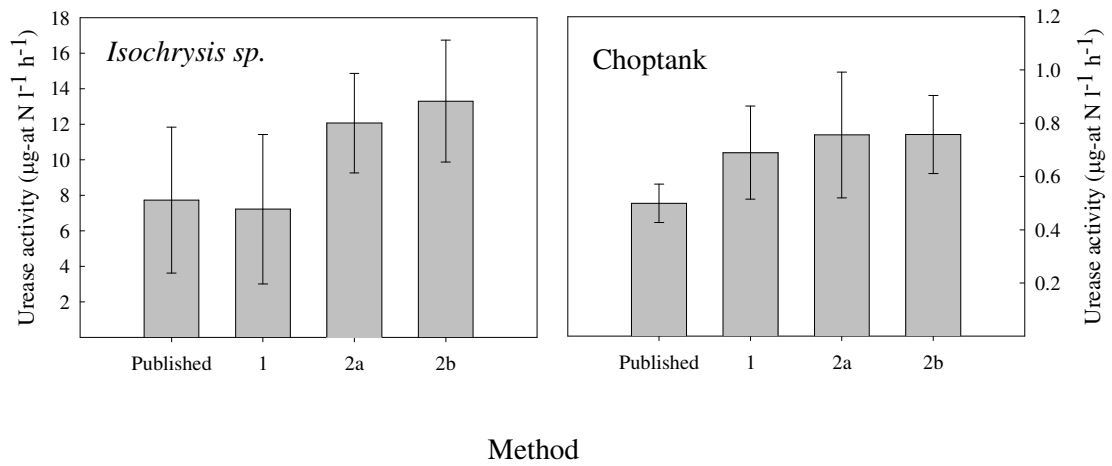 Urease activity (µg-at N l⁻¹ h⁻¹)
18
16
14
12
10
8
6
4
2
Isochrysis sp.
Published 1 2a 2b
Choptank
1.2
1.0
0.8
0.6
0.4
0.2
Urease activity (µg-at N l⁻¹ h⁻¹)
Published 1 2a 2b
Method